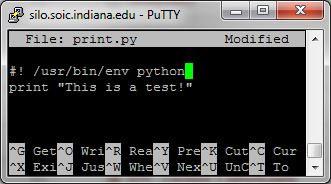 silo.soic.indiana.edu - PuTTY
File: print.py Modified
#! /usr/bin/env python
print "This is a test!"
^G Get^O Wri^R Rea^Y Pre^K Cut^C Cur
^X Exi^J Jus^W Whe^V Nex^U UnC^T To